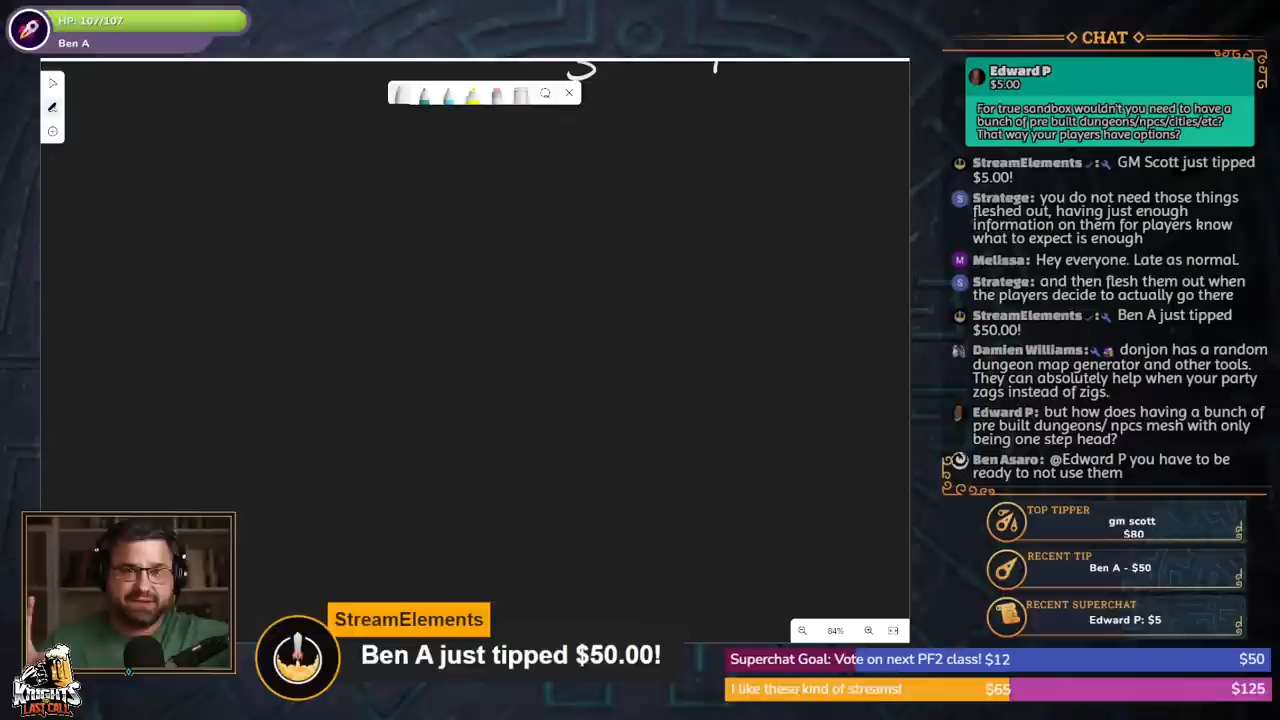 HP: 107/107
Ben A
CHAT
Edward P
$5.00
For true sandbox wouldn't you need to have a
bunch of pre built dungeons/npcs/cities/etc?
That way your players have options?
StreamElements : GM Scott just tipped
$5.00!
Stratege: you do not need those things
fleshed out, having just enough
information on them for players know
what to expect is enough
M Melissa: Hey everyone. Late as normal.
S Stratege: and then flesh them out when
the players decide to actually go there
StreamElements : Ben A just tipped
$50.00!
Damien Williams: donjon has a random
dungeon map generator and other tools.
They can absolutely help when your party
zags instead of zigs.
Edward P: but how does having a bunch of
pre built dungeons/ npcs mesh with only
being one step head?
Ben Asaro: @Edward P you have to be
ready to not use them
TOP TIPPER
gm scott
$80
RECENT TIP
Ben A - $50
RECENT SUPERCHAT
Edward P: $5
84%
StreamElements
Ben A just tipped $50.00!
Superchat Goal: Vote on next PF2 class! $12 $50
I like these kind of streams! $65 $125
KNIGHTS
OF LAST CALL